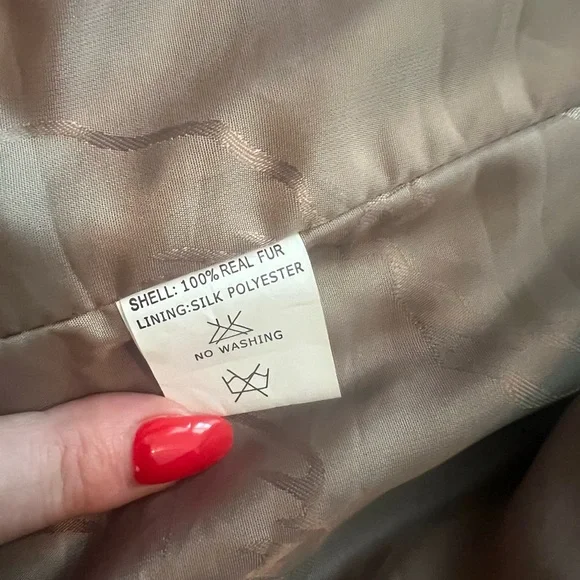 SHELL: 100% REAL FUR
LINING:SILK POLYESTER
NO WASHING